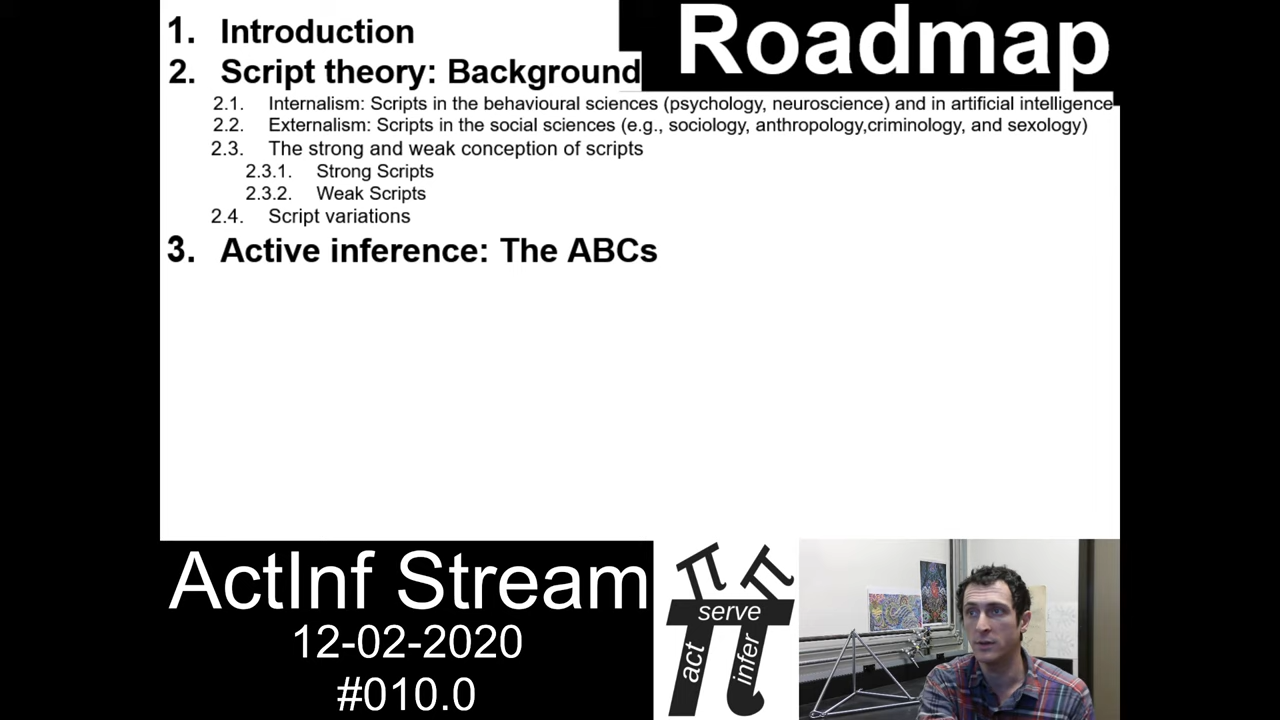 Roadmap
1. Introduction
2. Script theory: Background
2.1. Internalism: Scripts in the behavioural sciences (psychology, neuroscience) and in artificial intelligence
2.2. Externalism: Scripts in the social sciences (e.g., sociology, anthropology,criminology, and sexology)
2.3. The strong and weak conception of scripts
2.3.1. Strong Scripts
2.3.2. Weak Scripts
2.4. Script variations
3. Active inference: The ABCs
ActInf Stream
12-02-2020
#010.0
serve
act
infer